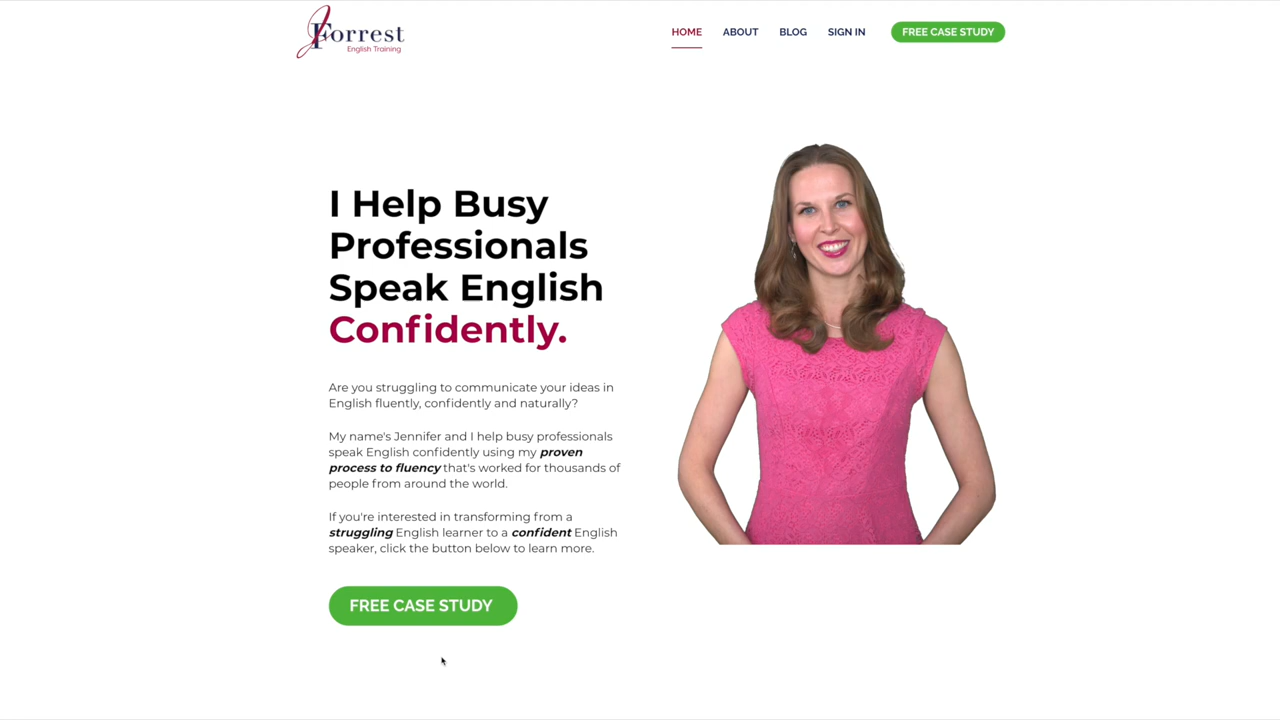 JForrest
English Training
HOME ABOUT BLOG SIGN IN FREE CASE STUDY
I Help Busy
Professionals
Speak English
Confidently.
Are you struggling to communicate your ideas in
English fluently, confidently and naturally?
My name's Jennifer and I help busy professionals
speak English confidently using my proven
process to fluency that's worked for thousands of
people from around the world.
If you're interested in transforming from a
struggling English learner to a confident English
speaker, click the button below to learn more.
FREE CASE STUDY